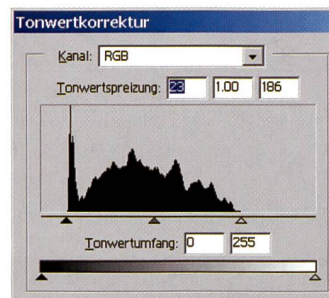 Tonwertkorrektur
Kanal: RGB
Tonwertspreizung: 23 1.00 186
Tonwertumfang: 0 255